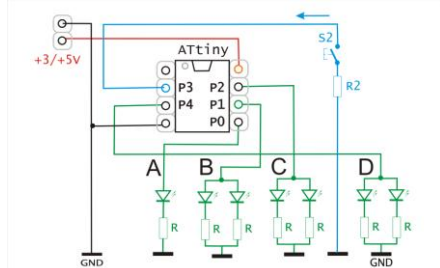 S2
ATtiny
+3/+5V
R2
P3 P2
P4 P1
P0
A B C D
R R R R R R R
GND GND